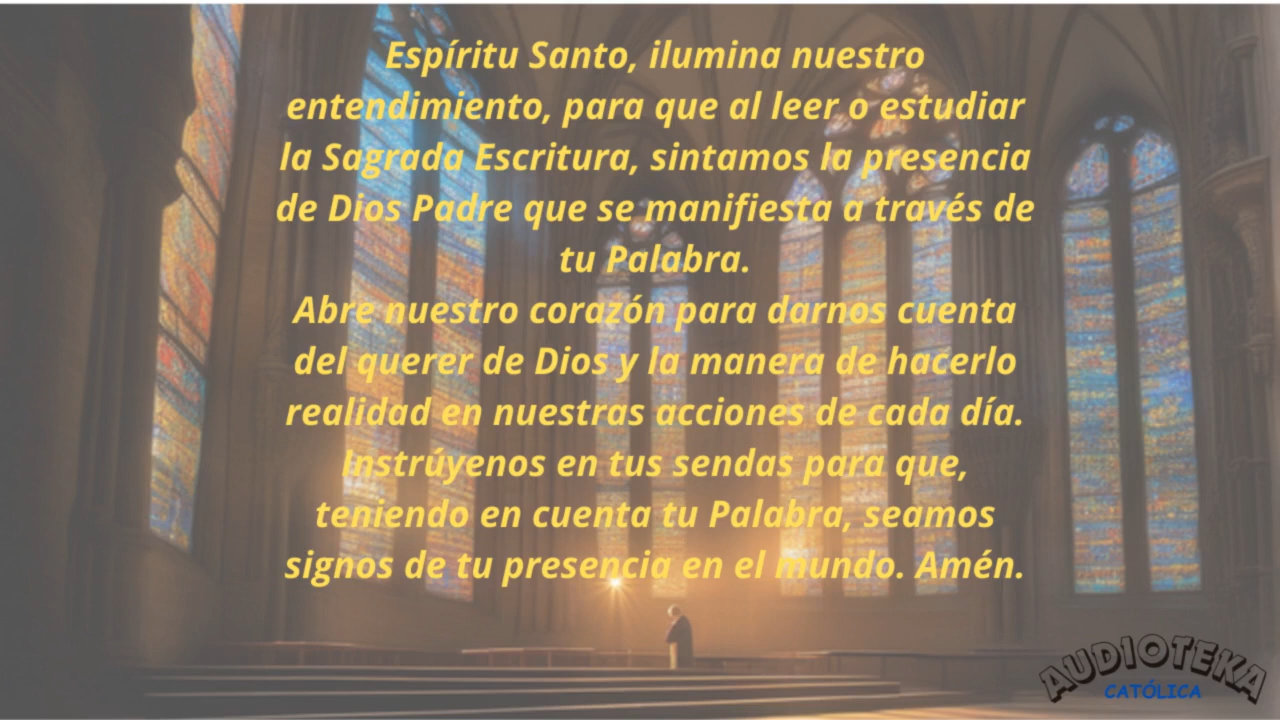 Espíritu Santo, ilumina nuestro
entendimiento, para que al leer o estudiar
la Sagrada Escritura, sintamos la presencia
de Dios Padre que se manifiesta a través de
tu Palabra.
Abre nuestro corazón para darnos cuenta
del querer de Dios y la manera de hacerlo
realidad en nuestras acciones de cada día.
Instrúyenos en tus sendas para que,
teniendo en cuenta tu Palabra, seamos
signos de tu presencia en el mundo. Amén.
AUDIOTEKA
CATÓLICA